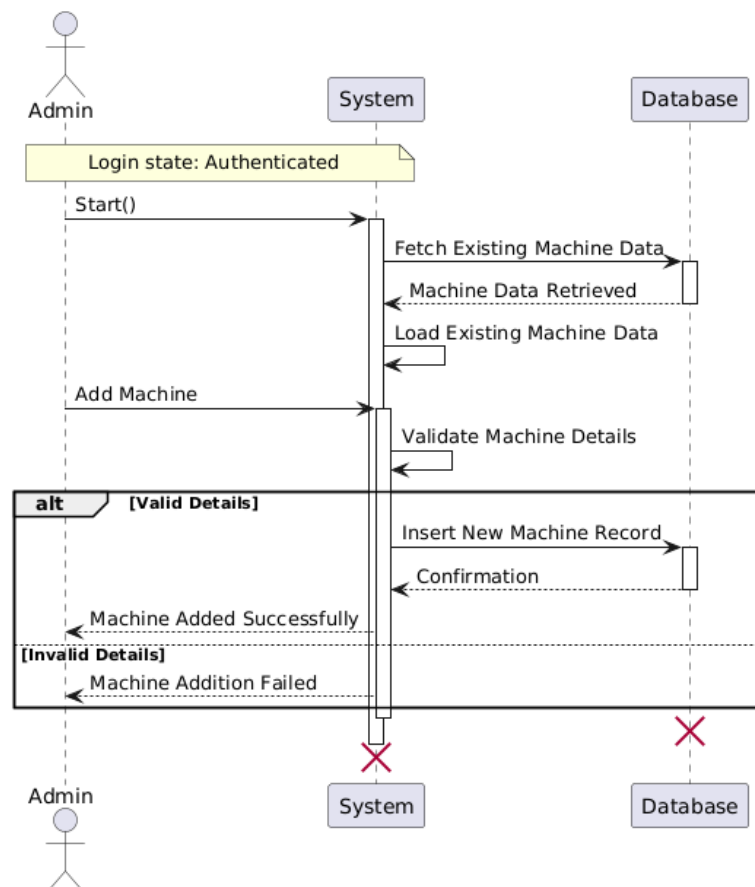 Admin
System
Database
Login state: Authenticated
Start()
Fetch Existing Machine Data
Machine Data Retrieved
Load Existing Machine Data
Add Machine
Validate Machine Details
alt
[Valid Details]
Insert New Machine Record
Confirmation
Machine Added Successfully
[Invalid Details]
Machine Addition Failed
Admin
System
Database